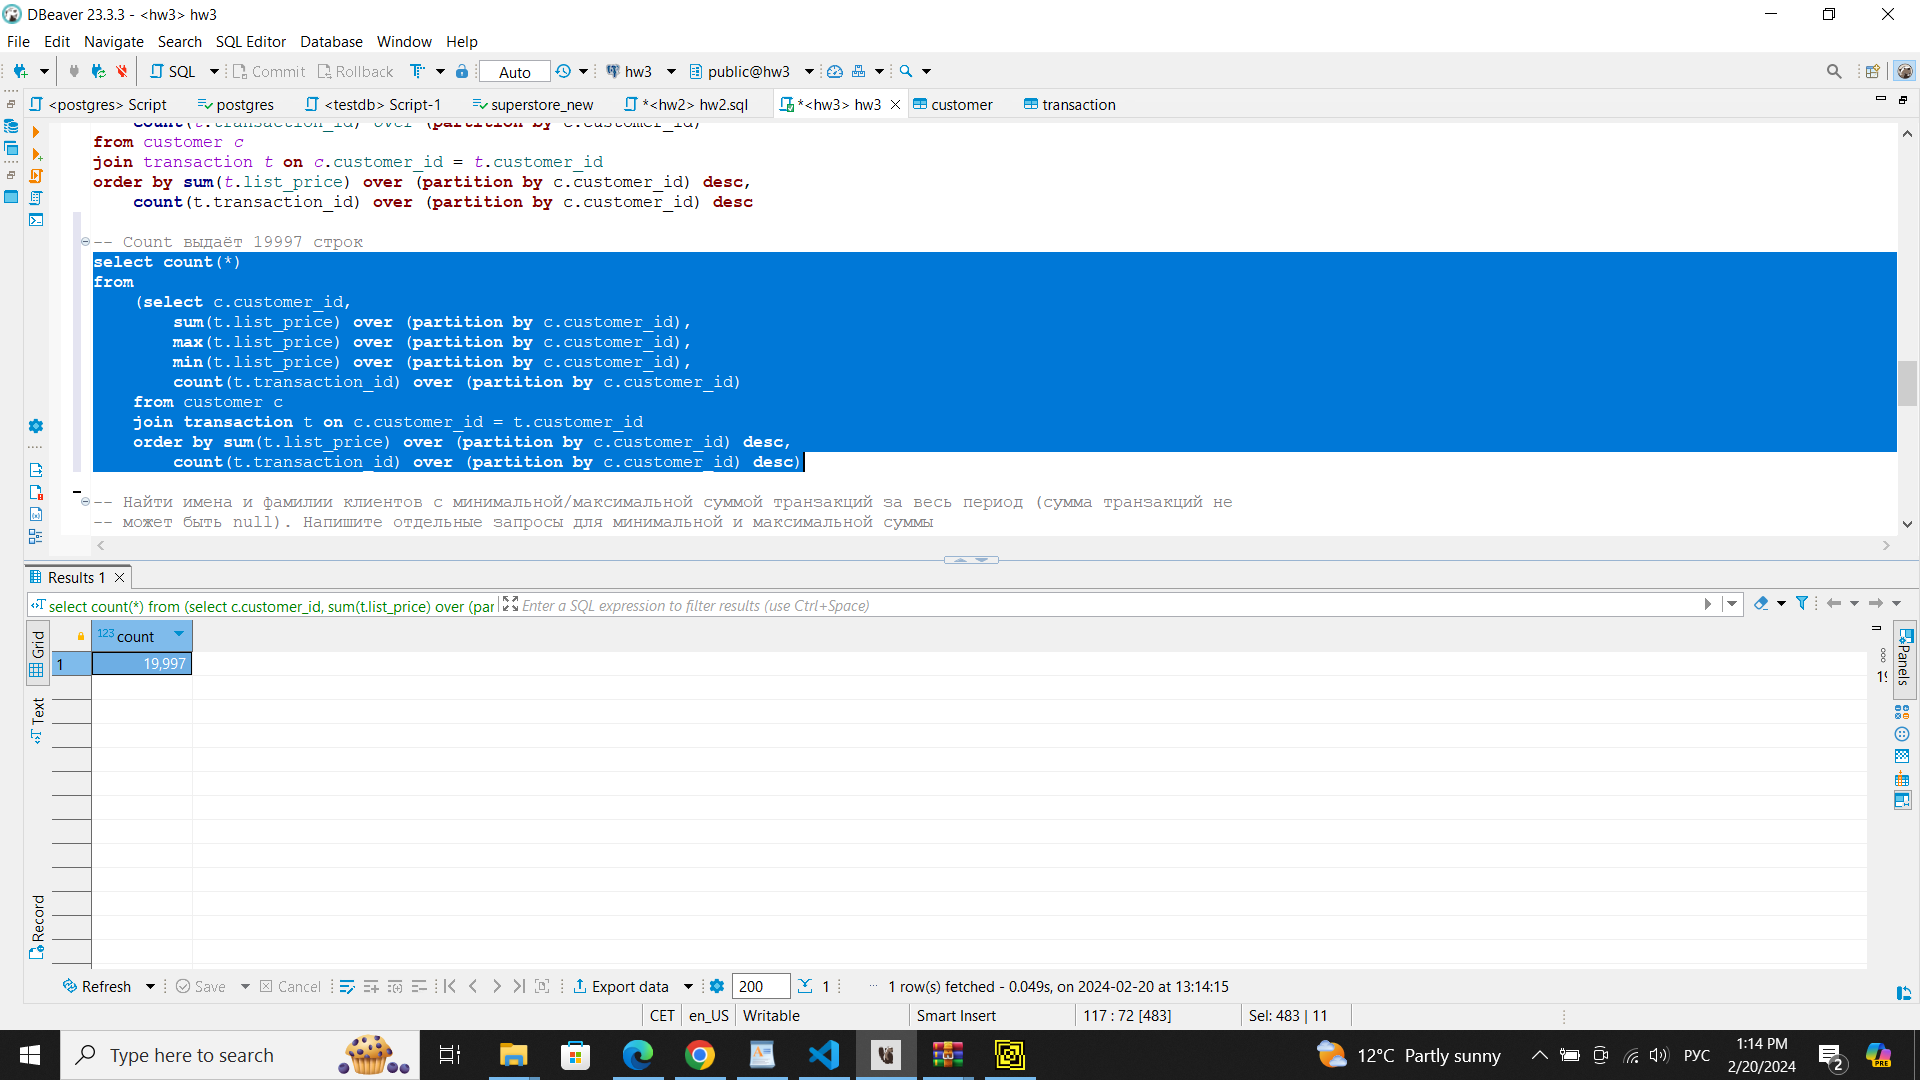 DBeaver 23.3.3 - <hw3> hw3
File Edit Navigate Search SQL Editor Database Window Help
SQL Commit Rollback Auto hw3 public@hw3
<postgres> Script postgres <testdb> Script-1 superstore_new *<hw2> hw2.sql *<hw3> hw3 customer transaction
count(t.transaction_id) over (partition by c.customer_id)
from customer c
join transaction t on c.customer_id = t.customer_id
order by sum(t.list_price) over (partition by c.customer_id) desc,
count(t.transaction_id) over (partition by c.customer_id) desc
-- Count выдаёт 19997 строк
select count(*)
from
(select c.customer_id,
sum(t.list_price) over (partition by c.customer_id),
max(t.list_price) over (partition by c.customer_id),
min(t.list_price) over (partition by c.customer_id),
count(t.transaction_id) over (partition by c.customer_id)
from customer c
join transaction t on c.customer_id = t.customer_id
order by sum(t.list_price) over (partition by c.customer_id) desc,
count(t.transaction_id) over (partition by c.customer_id) desc)
-- Найти имена и фамилии клиентов с минимальной/максимальной суммой транзакций за весь период (сумма транзакций не
-- может быть null). Напишите отдельные запросы для минимальной и максимальной суммы
Results 1
select count(*) from (select c.customer_id, sum(t.list_price) over (par Enter a SQL expression to filter results (use Ctrl+Space)
Grid
Text
Record
123 count
1 19,997
Panels
Refresh Save Cancel Export data 200 1 1 row(s) fetched - 0.049s, on 2024-02-20 at 13:14:15
CET en_US Writable Smart Insert 117 : 72 [483] Sel: 483 | 11
Type here to search 12°C Partly sunny РУС 1:14 PM
2/20/2024 2 PRE